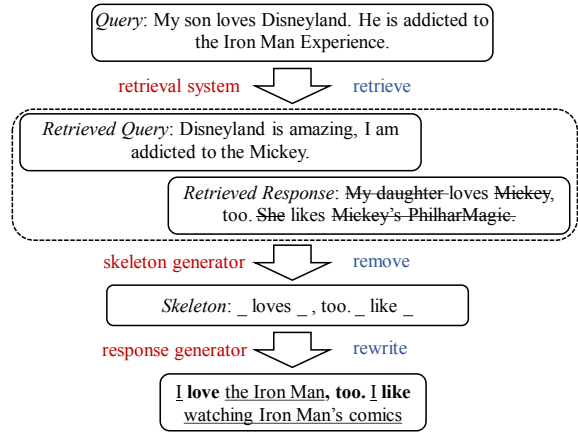 Query: My son loves Disneyland. He is addicted to
the Iron Man Experience.
retrieval system retrieve
Retrieved Query: Disneyland is amazing, I am
addicted to the Mickey.
Retrieved Response: My daughter loves Mickey,
too. She likes Mickey's PhilharMagic.
skeleton generator remove
Skeleton: _ loves _ , too. _ like _
response generator rewrite
I love the Iron Man, too. I like
watching Iron Man's comics